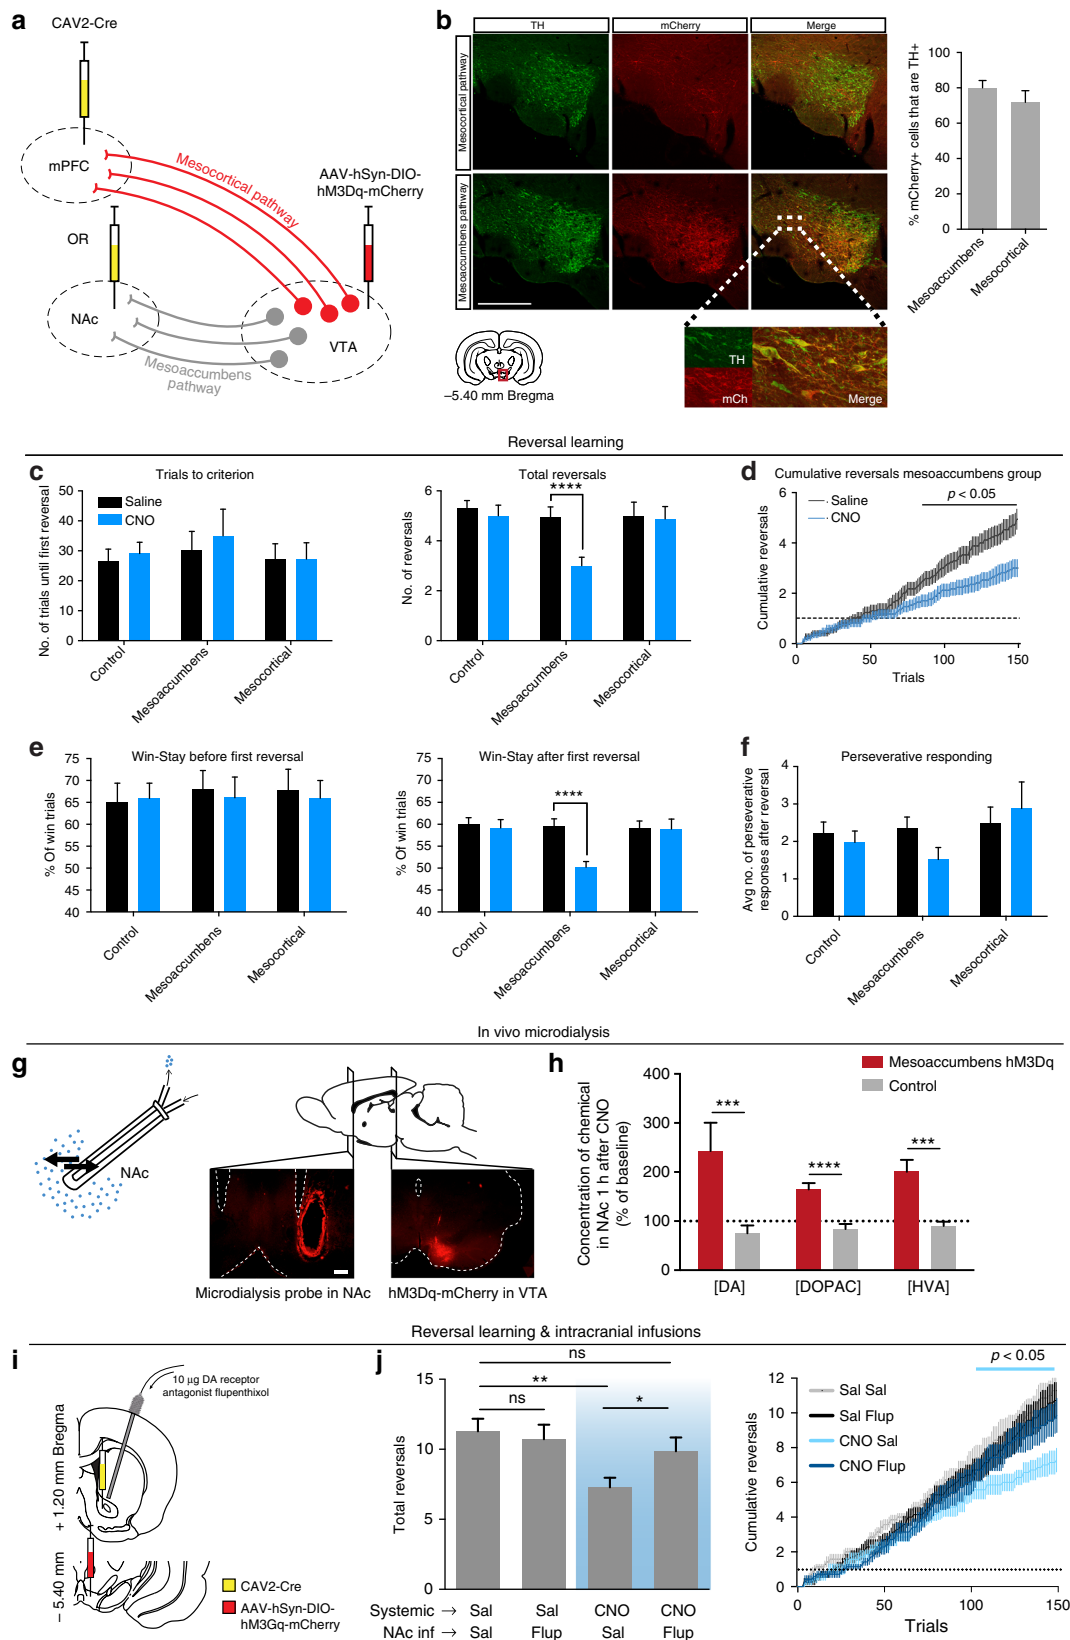 a
CAV2-Cre
mPFC
Mesocortical pathway
AAV-hSyn-DIO-
hM3Dq-mCherry
OR
NAc
VTA
Mesoaccumbens
pathway
b
TH
mCherry
Merge
Mesocortical pathway
Mesoaccumbens pathway
TH
mCh
Merge
–5.40 mm Bregma
% mCherry+ cells that are TH+
100
80
60
40
20
0
Mesoaccumbens
Mesocortical
Reversal learning
c
Trials to criterion
No. of trials until first reversal
50
40
30
20
10
0
Saline
CNO
Control
Mesoaccumbens
Mesocortical
Total reversals
No. of reversals
6
4
2
0
****
Control
Mesoaccumbens
Mesocortical
d
Cumulative reversals mesoaccumbens group
Cumulative reversals
6
4
2
0
Saline
CNO
p < 0.05
0
50
100
150
Trials
e
Win-Stay before first reversal
% Of win trials
75
70
65
60
55
50
45
40
Control
Mesoaccumbens
Mesocortical
Win-Stay after first reversal
% Of win trials
75
70
65
60
55
50
45
40
****
Control
Mesoaccumbens
Mesocortical
f
Perseverative responding
Avg no. of perseverative
responses after reversal
4
3
2
1
0
Control
Mesoaccumbens
Mesocortical
In vivo microdialysis
g
NAc
Microdialysis probe in NAc
hM3Dq-mCherry in VTA
h
Mesoaccumbens hM3Dq
Control
Concentration of chemical
in NAc 1 h after CNO
(% of baseline)
400
300
200
100
0
***
****
***
[DA]
[DOPAC]
[HVA]
Reversal learning & intracranial infusions
i
10 µg DA receptor
antagonist flupenthixol
+ 1.20 mm Bregma
– 5.40 mm
CAV2-Cre
AAV-hSyn-DIO-
hM3Gq-mCherry
j
Total reversals
15
10
5
0
ns
**
ns
*
Systemic → Sal Sal CNO CNO
NAc inf → Sal Flup Sal Flup
Cumulative reversals
12
10
8
6
4
2
0
Sal Sal
Sal Flup
CNO Sal
CNO Flup
p < 0.05
0
50
100
150
Trials